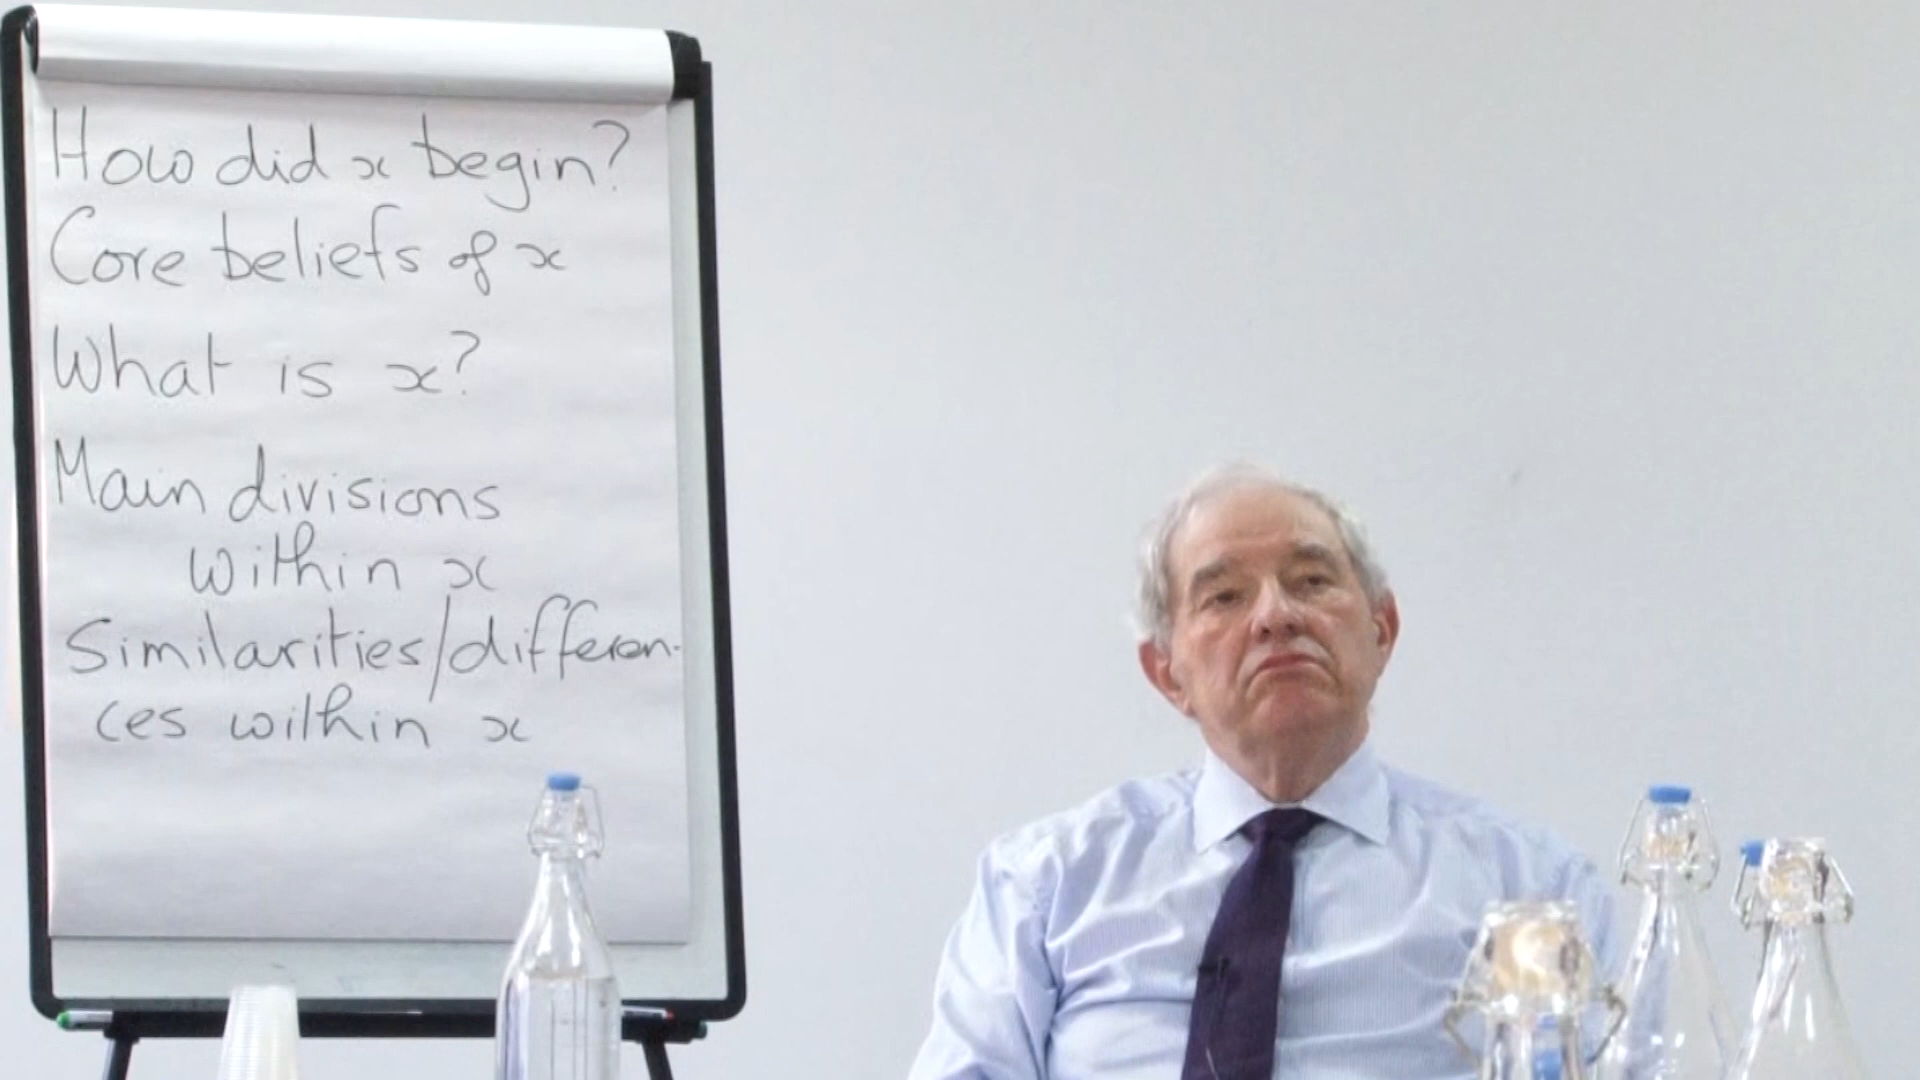 How did x begin?
Core beliefs of x
What is x?
Main divisions
within x
Similarities/differen-
ces within x